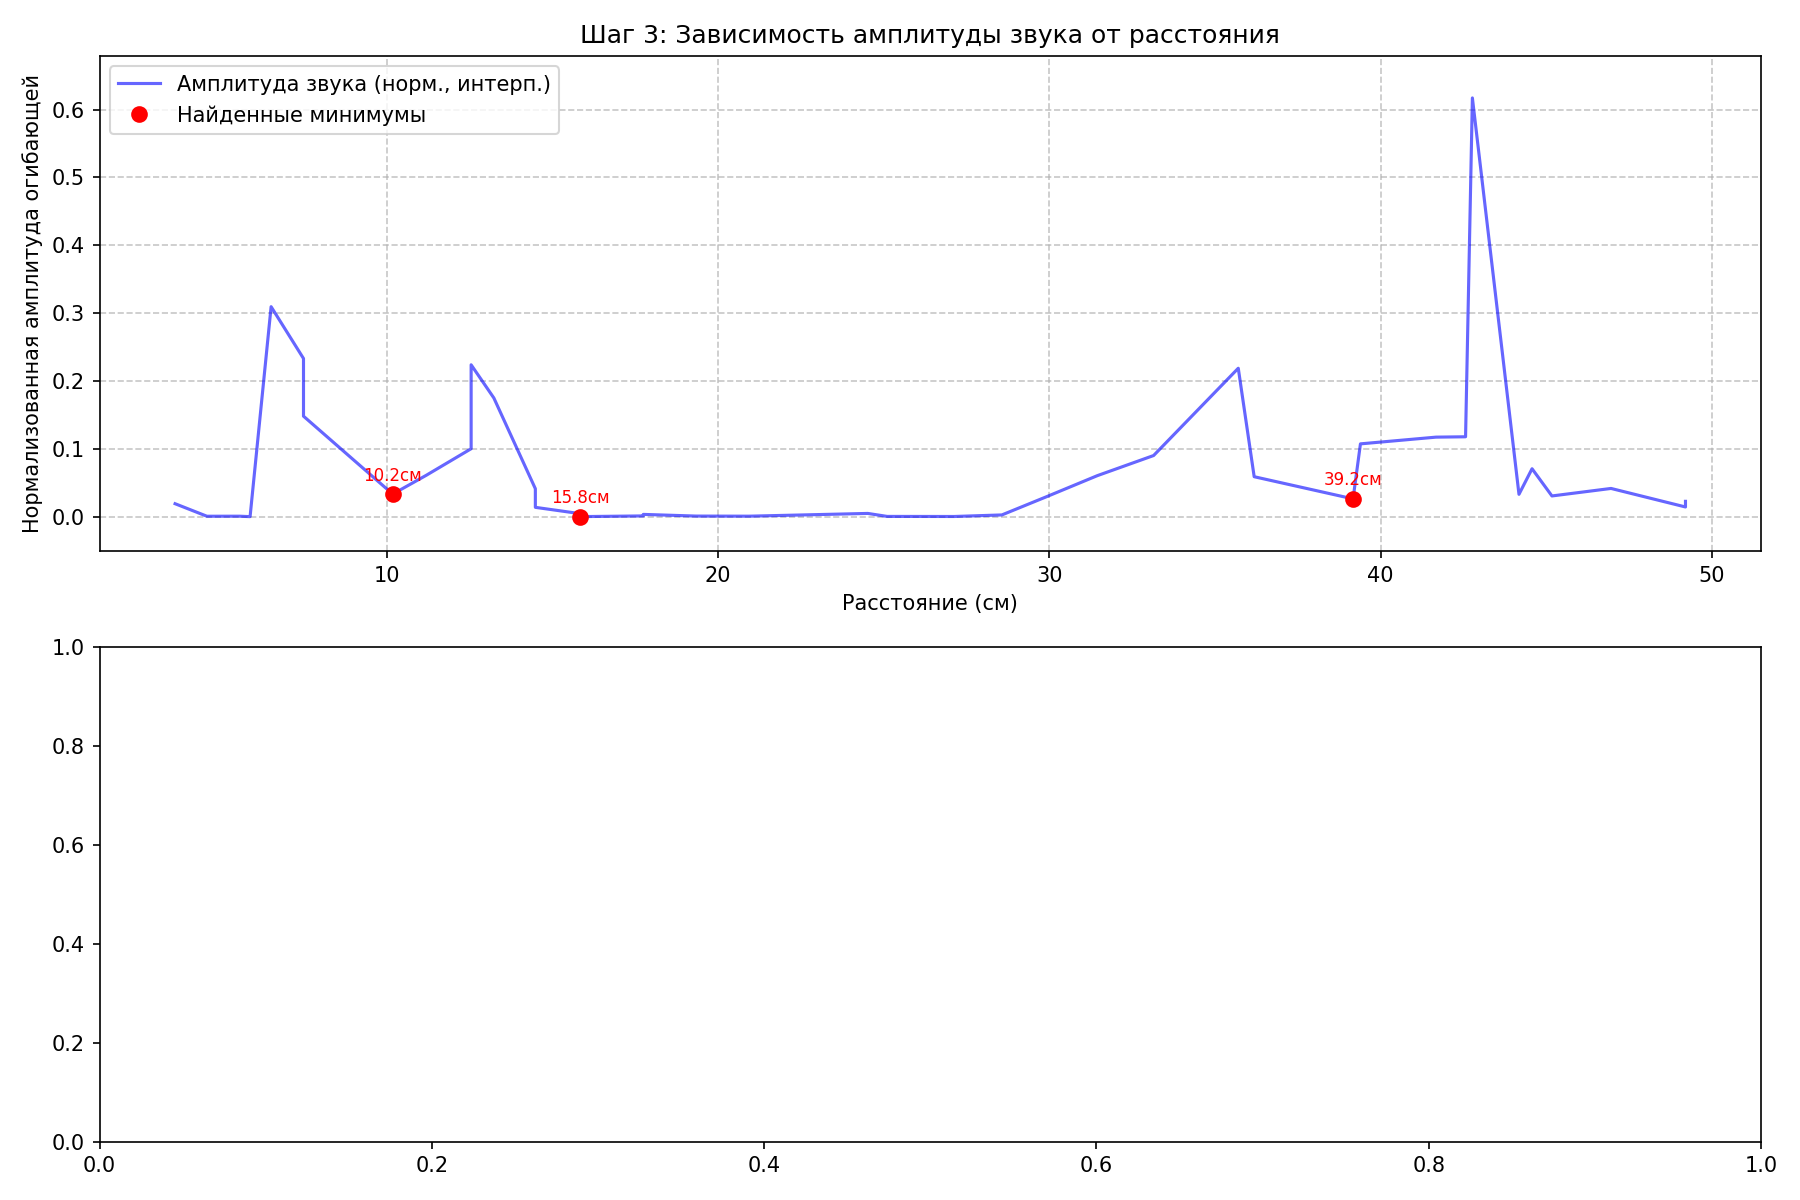 Шаг 3: Зависимость амплитуды звука от расстояния
Нормализованная амплитуда огибающей
Амплитуда звука (норм., интерп.)
Найденные минимумы
0.6
0.5
0.4
0.3
0.2
0.1
0.0
10.2см
15.8см
39.2см
10 20 30 40 50
Расстояние (см)
1.0
0.8
0.6
0.4
0.2
0.0
0.0 0.2 0.4 0.6 0.8 1.0